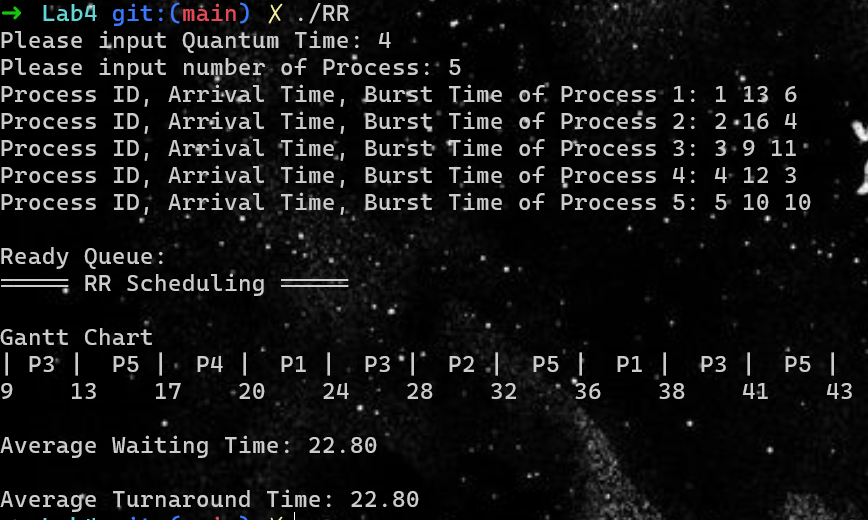 → Lab4 git:(main) ✗ ./RR
Please input Quantum Time: 4
Please input number of Process: 5
Process ID, Arrival Time, Burst Time of Process 1: 1 13 6
Process ID, Arrival Time, Burst Time of Process 2: 2 16 4
Process ID, Arrival Time, Burst Time of Process 3: 3 9 11
Process ID, Arrival Time, Burst Time of Process 4: 4 12 3
Process ID, Arrival Time, Burst Time of Process 5: 5 10 10
Ready Queue:
===== RR Scheduling =====
Gantt Chart
| P3 |  P5 |  P4 |  P1 |  P3 |  P2 |  P5 |  P1 |  P3 |  P5 |
9    13    17    20    24    28    32    36    38    41    43
Average Waiting Time: 22.80
Average Turnaround Time: 22.80